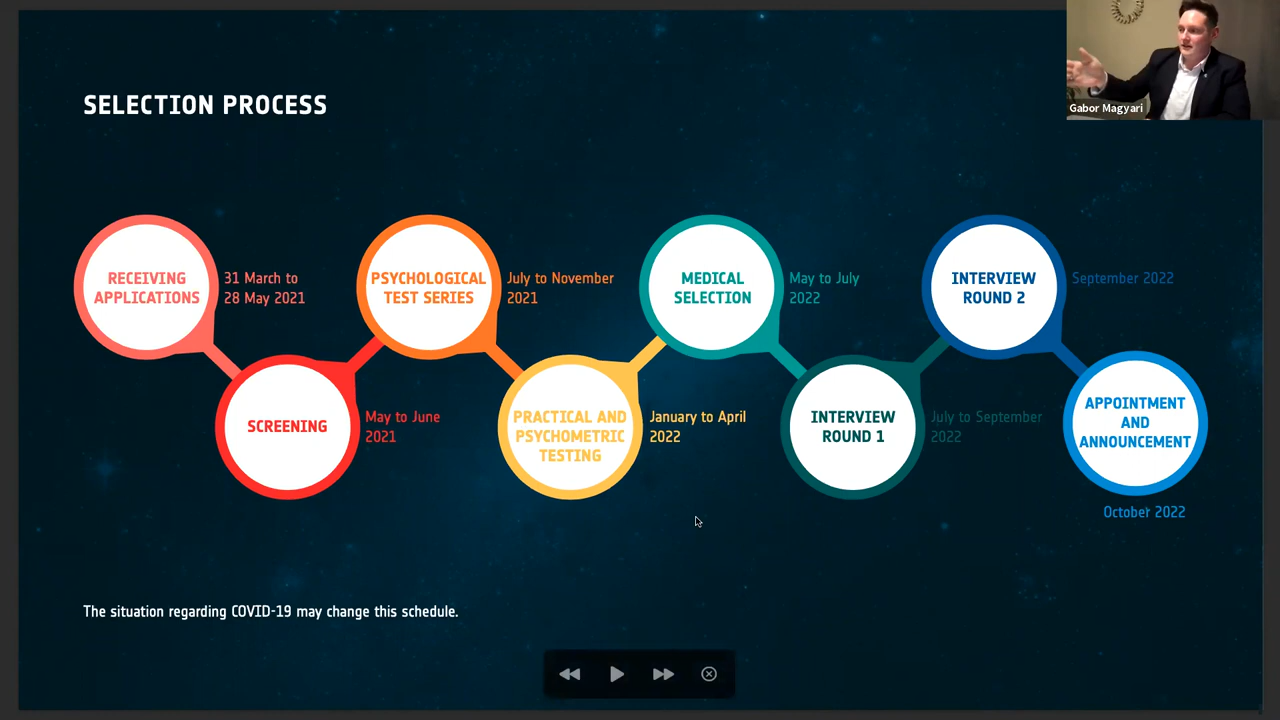 Gabor Magyari
SELECTION PROCESS
RECEIVING
APPLICATIONS
31 March to
28 May 2021
SCREENING
May to June
2021
PSYCHOLOGICAL
TEST SERIES
July to November
2021
PRACTICAL AND
PSYCHOMETRIC
TESTING
January to April
2022
MEDICAL
SELECTION
May to July
2022
INTERVIEW
ROUND 1
July to September
2022
INTERVIEW
ROUND 2
September 2022
APPOINTMENT
AND
ANNOUNCEMENT
October 2022
The situation regarding COVID-19 may change this schedule.